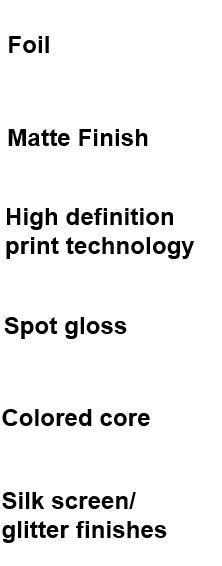 Foil
Matte Finish
High definition
print technology
Spot gloss
Colored core
Silk screen/
glitter finishes